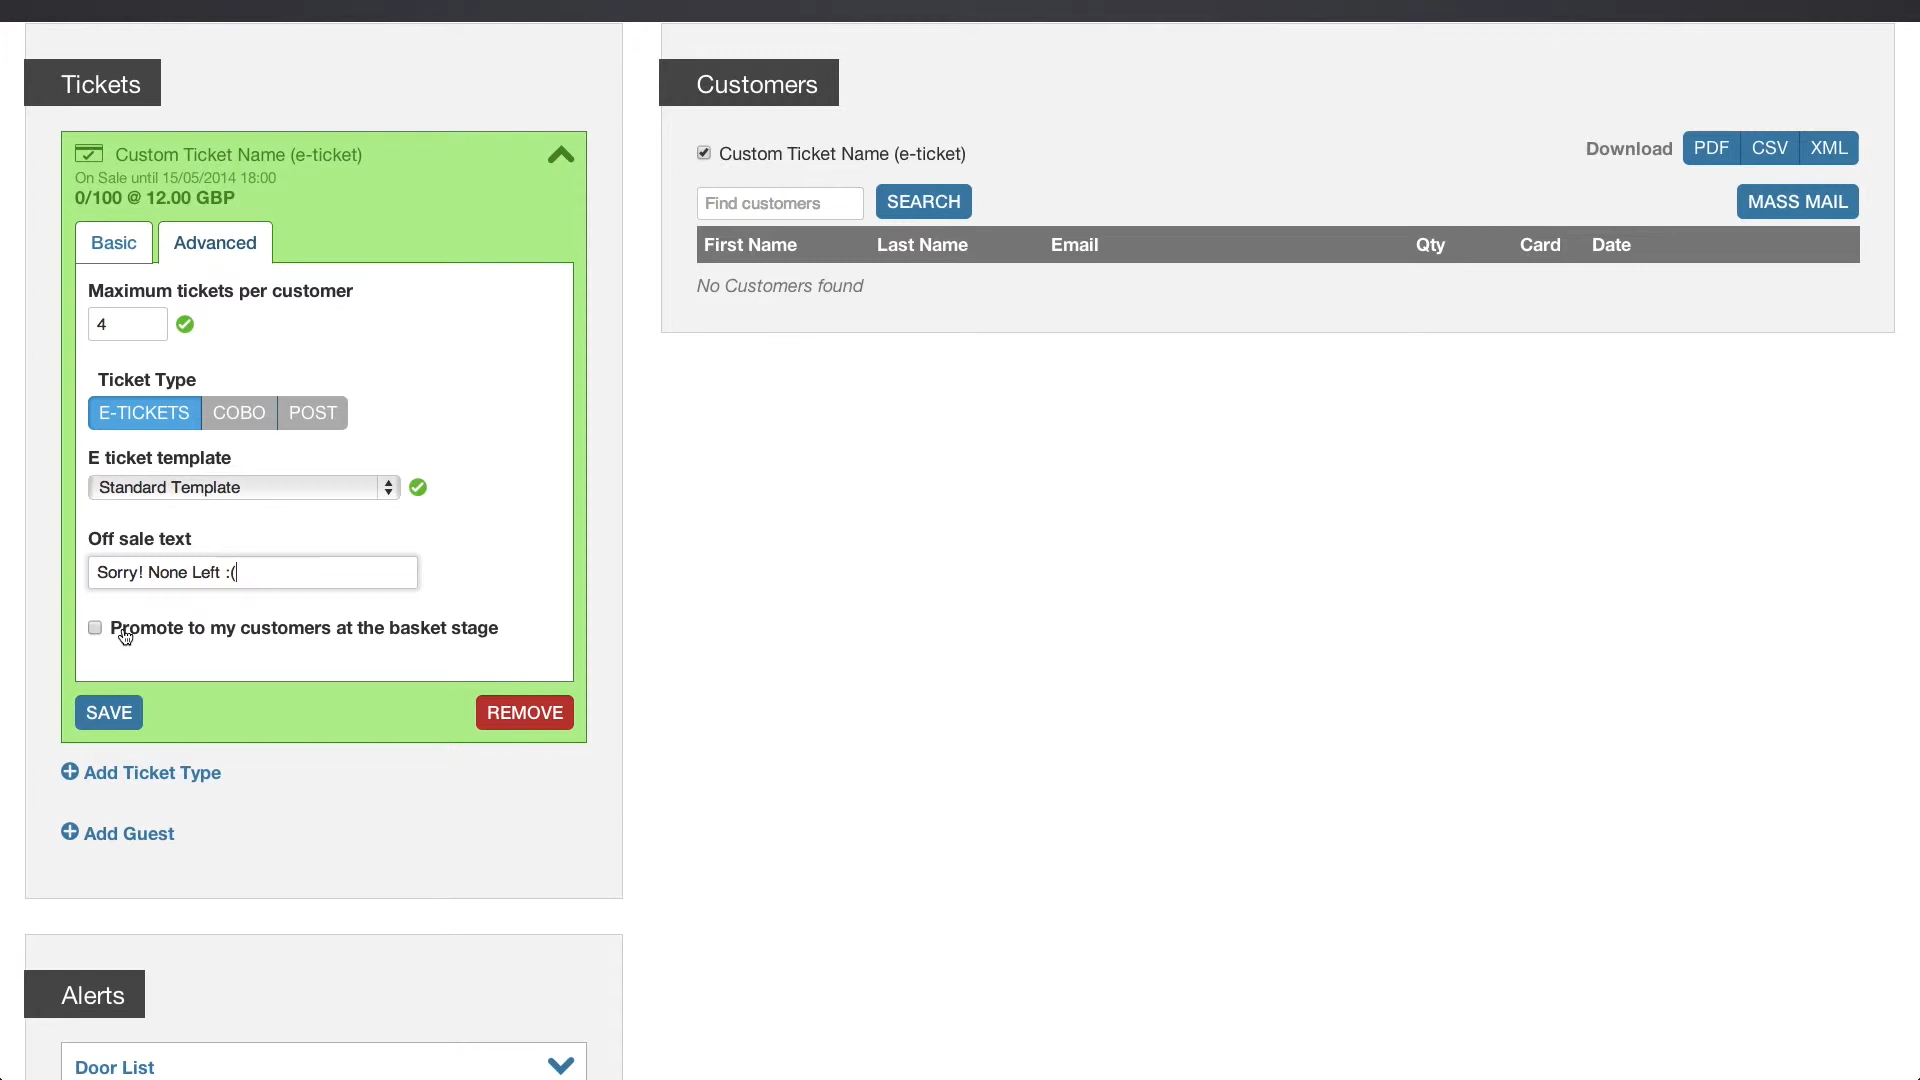 Tickets
Custom Ticket Name (e-ticket)
On Sale until 15/05/2014 18:00
0/100 @ 12.00 GBP
Basic
Advanced
Maximum tickets per customer
4
Ticket Type
E-TICKETS COBO POST
E ticket template
Standard Template
Off sale text
Sorry! None Left :(
Promote to my customers at the basket stage
SAVE
REMOVE
Add Ticket Type
Add Guest
Alerts
Door List
Customers
Custom Ticket Name (e-ticket)
Download PDF CSV XML
Find customers SEARCH
MASS MAIL
First Name Last Name Email Qty Card Date
No Customers found